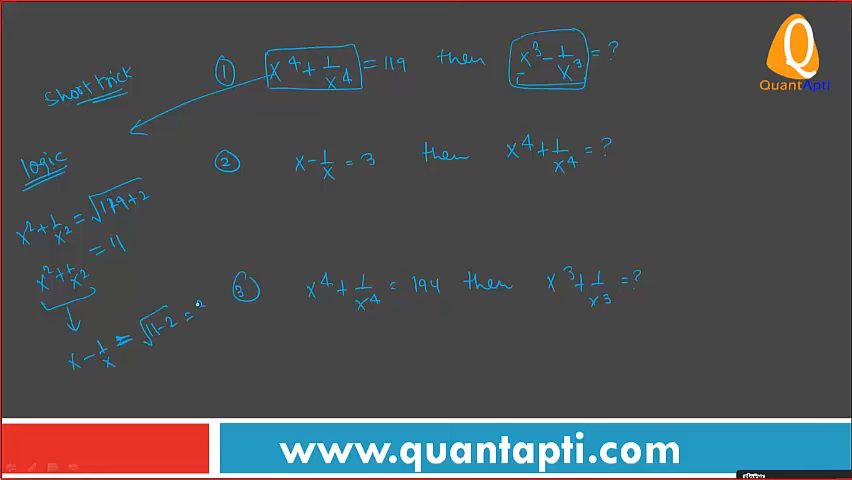 Short trick
① x⁴ + 1/x⁴ = 119 then x³ - 1/x³ = ?
QuantApti
logic
② x - 1/x = 3 then x⁴ + 1/x⁴ = ?
x² + 1/x² = √119+2
= 11
x² + 1/x²
③ x⁴ + 1/x⁴ = 194 then x³ + 1/x³ = ?
x - 1/x = √11-2 =
www.quantapti.com